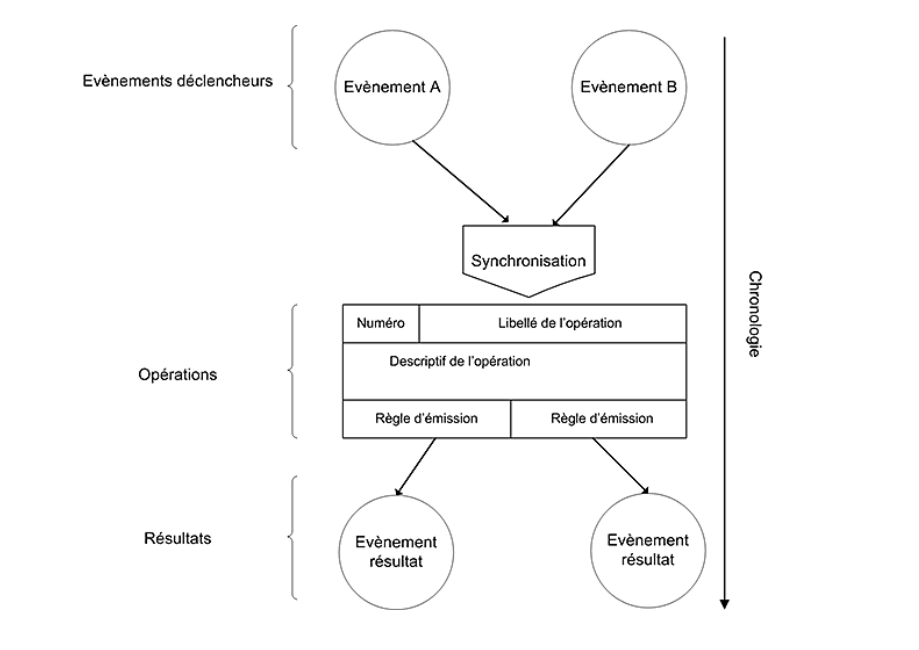 Evènements déclencheurs
Evènement A
Evènement B
Synchronisation
Chronologie
Numéro
Libellé de l'opération
Descriptif de l'opération
Opérations
Règle d'émission
Règle d'émission
Résultats
Evènement
résultat
Evènement
résultat